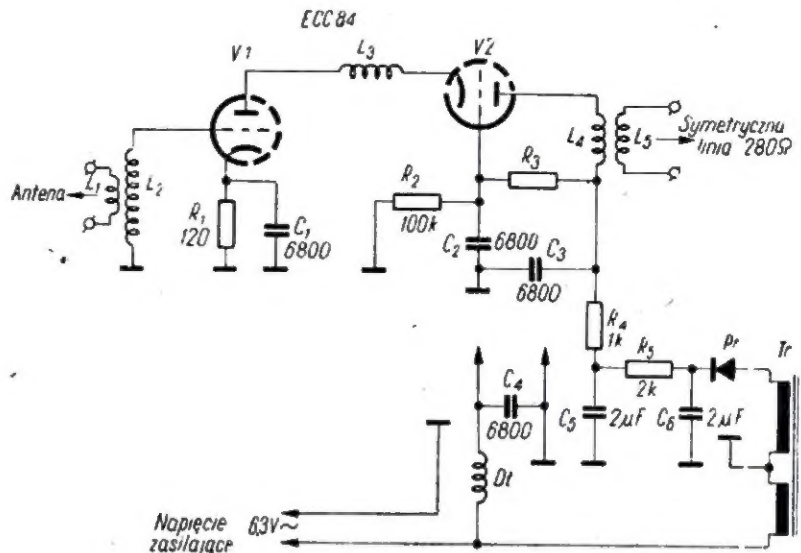 ECC 84
V1
L3
V2
L1
L2
Antena
R1
120
C1
6800
R2
100k
C2
6800
R3
C3
6800
L4
L5
Symetryczna
linia 280Ω
R4
1k
R5
2k
Pr
Tr
C4
6800
C5
2μF
C6
2μF
Dł
Napięcie
zasilające
6,3V~